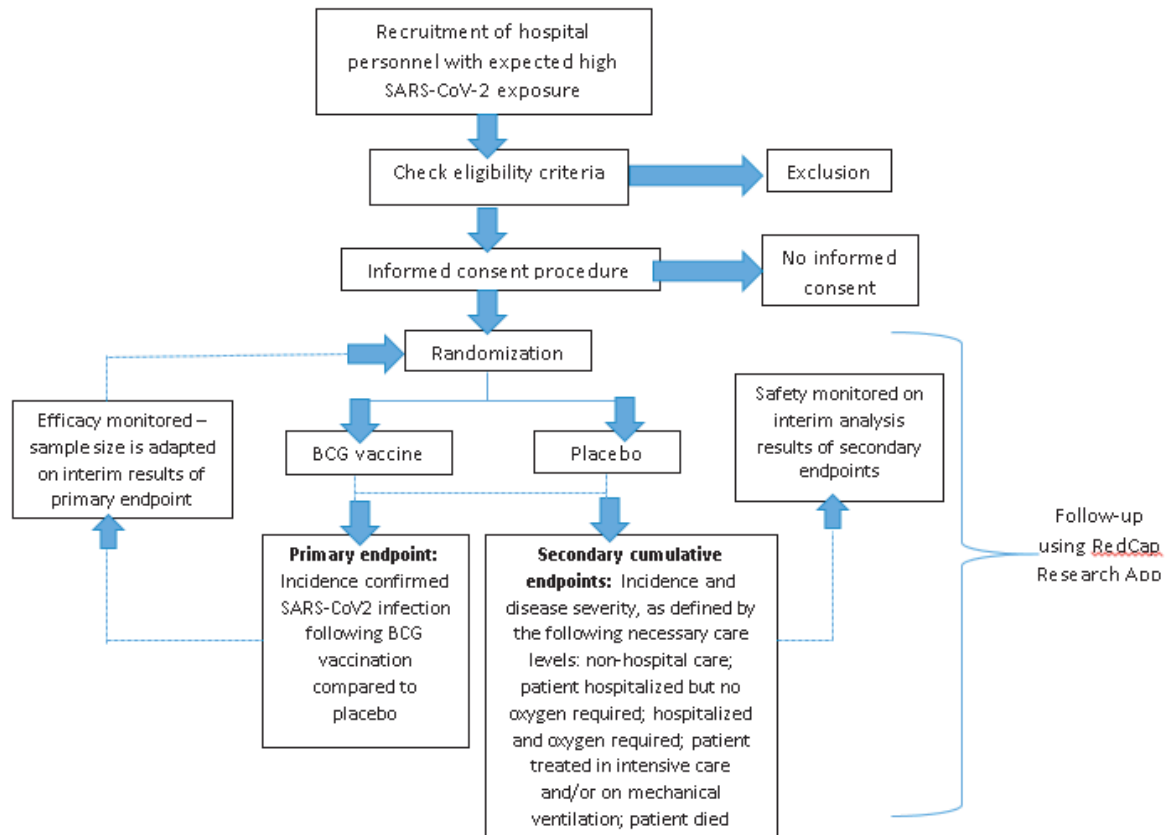 Recruitment of hospital
personnel with expected high
SARS-CoV-2 exposure
Check eligibility criteria
Exclusion
Informed consent procedure
No informed
consent
Randomization
Efficacy monitored –
sample size is adapted
on interim results of
primary endpoint
BCG vaccine
Placebo
Safety monitored on
interim analysis
results of secondary
endpoints
Primary endpoint:
Incidence confirmed
SARS-CoV2 infection
following BCG
vaccination
compared to
placebo
Secondary cumulative
endpoints: Incidence and
disease severity, as defined by
the following necessary care
levels: non-hospital care;
patient hospitalized but no
oxygen required; hospitalized
and oxygen required; patient
treated in intensive care
and/or on mechanical
ventilation; patient died
Follow-up
using RedCap
Research App